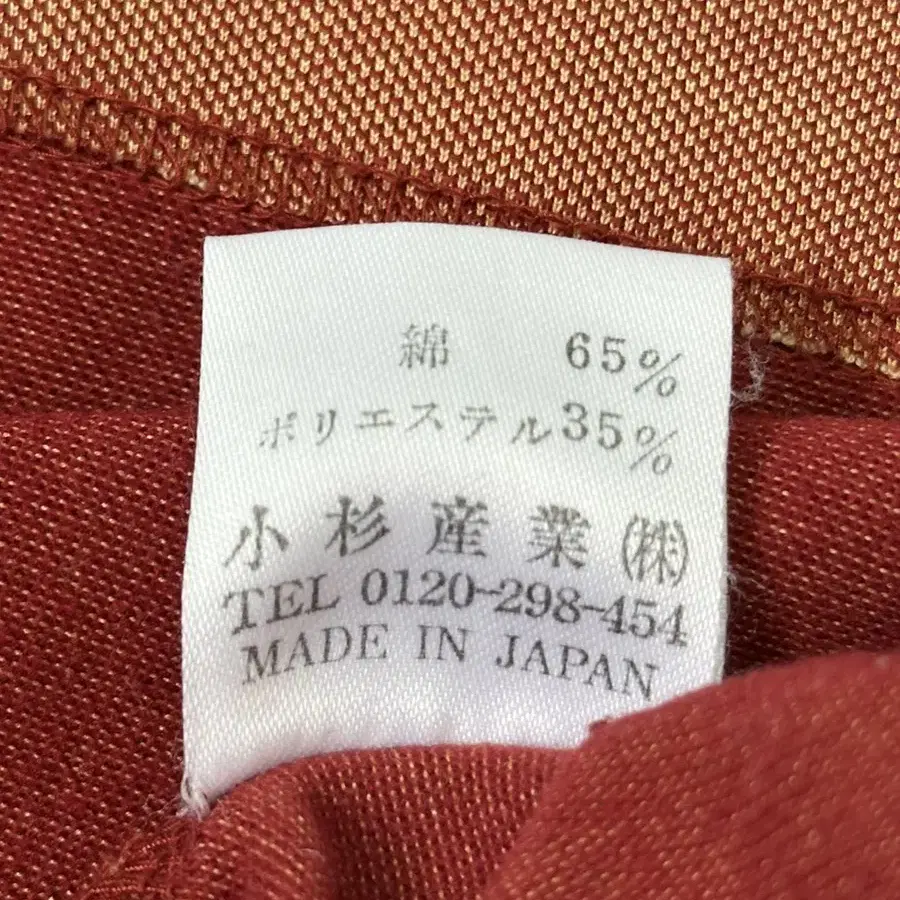 綿 65%
ポリエステル35%
小杉産業(株)
TEL 0120-298-454
MADE IN JAPAN